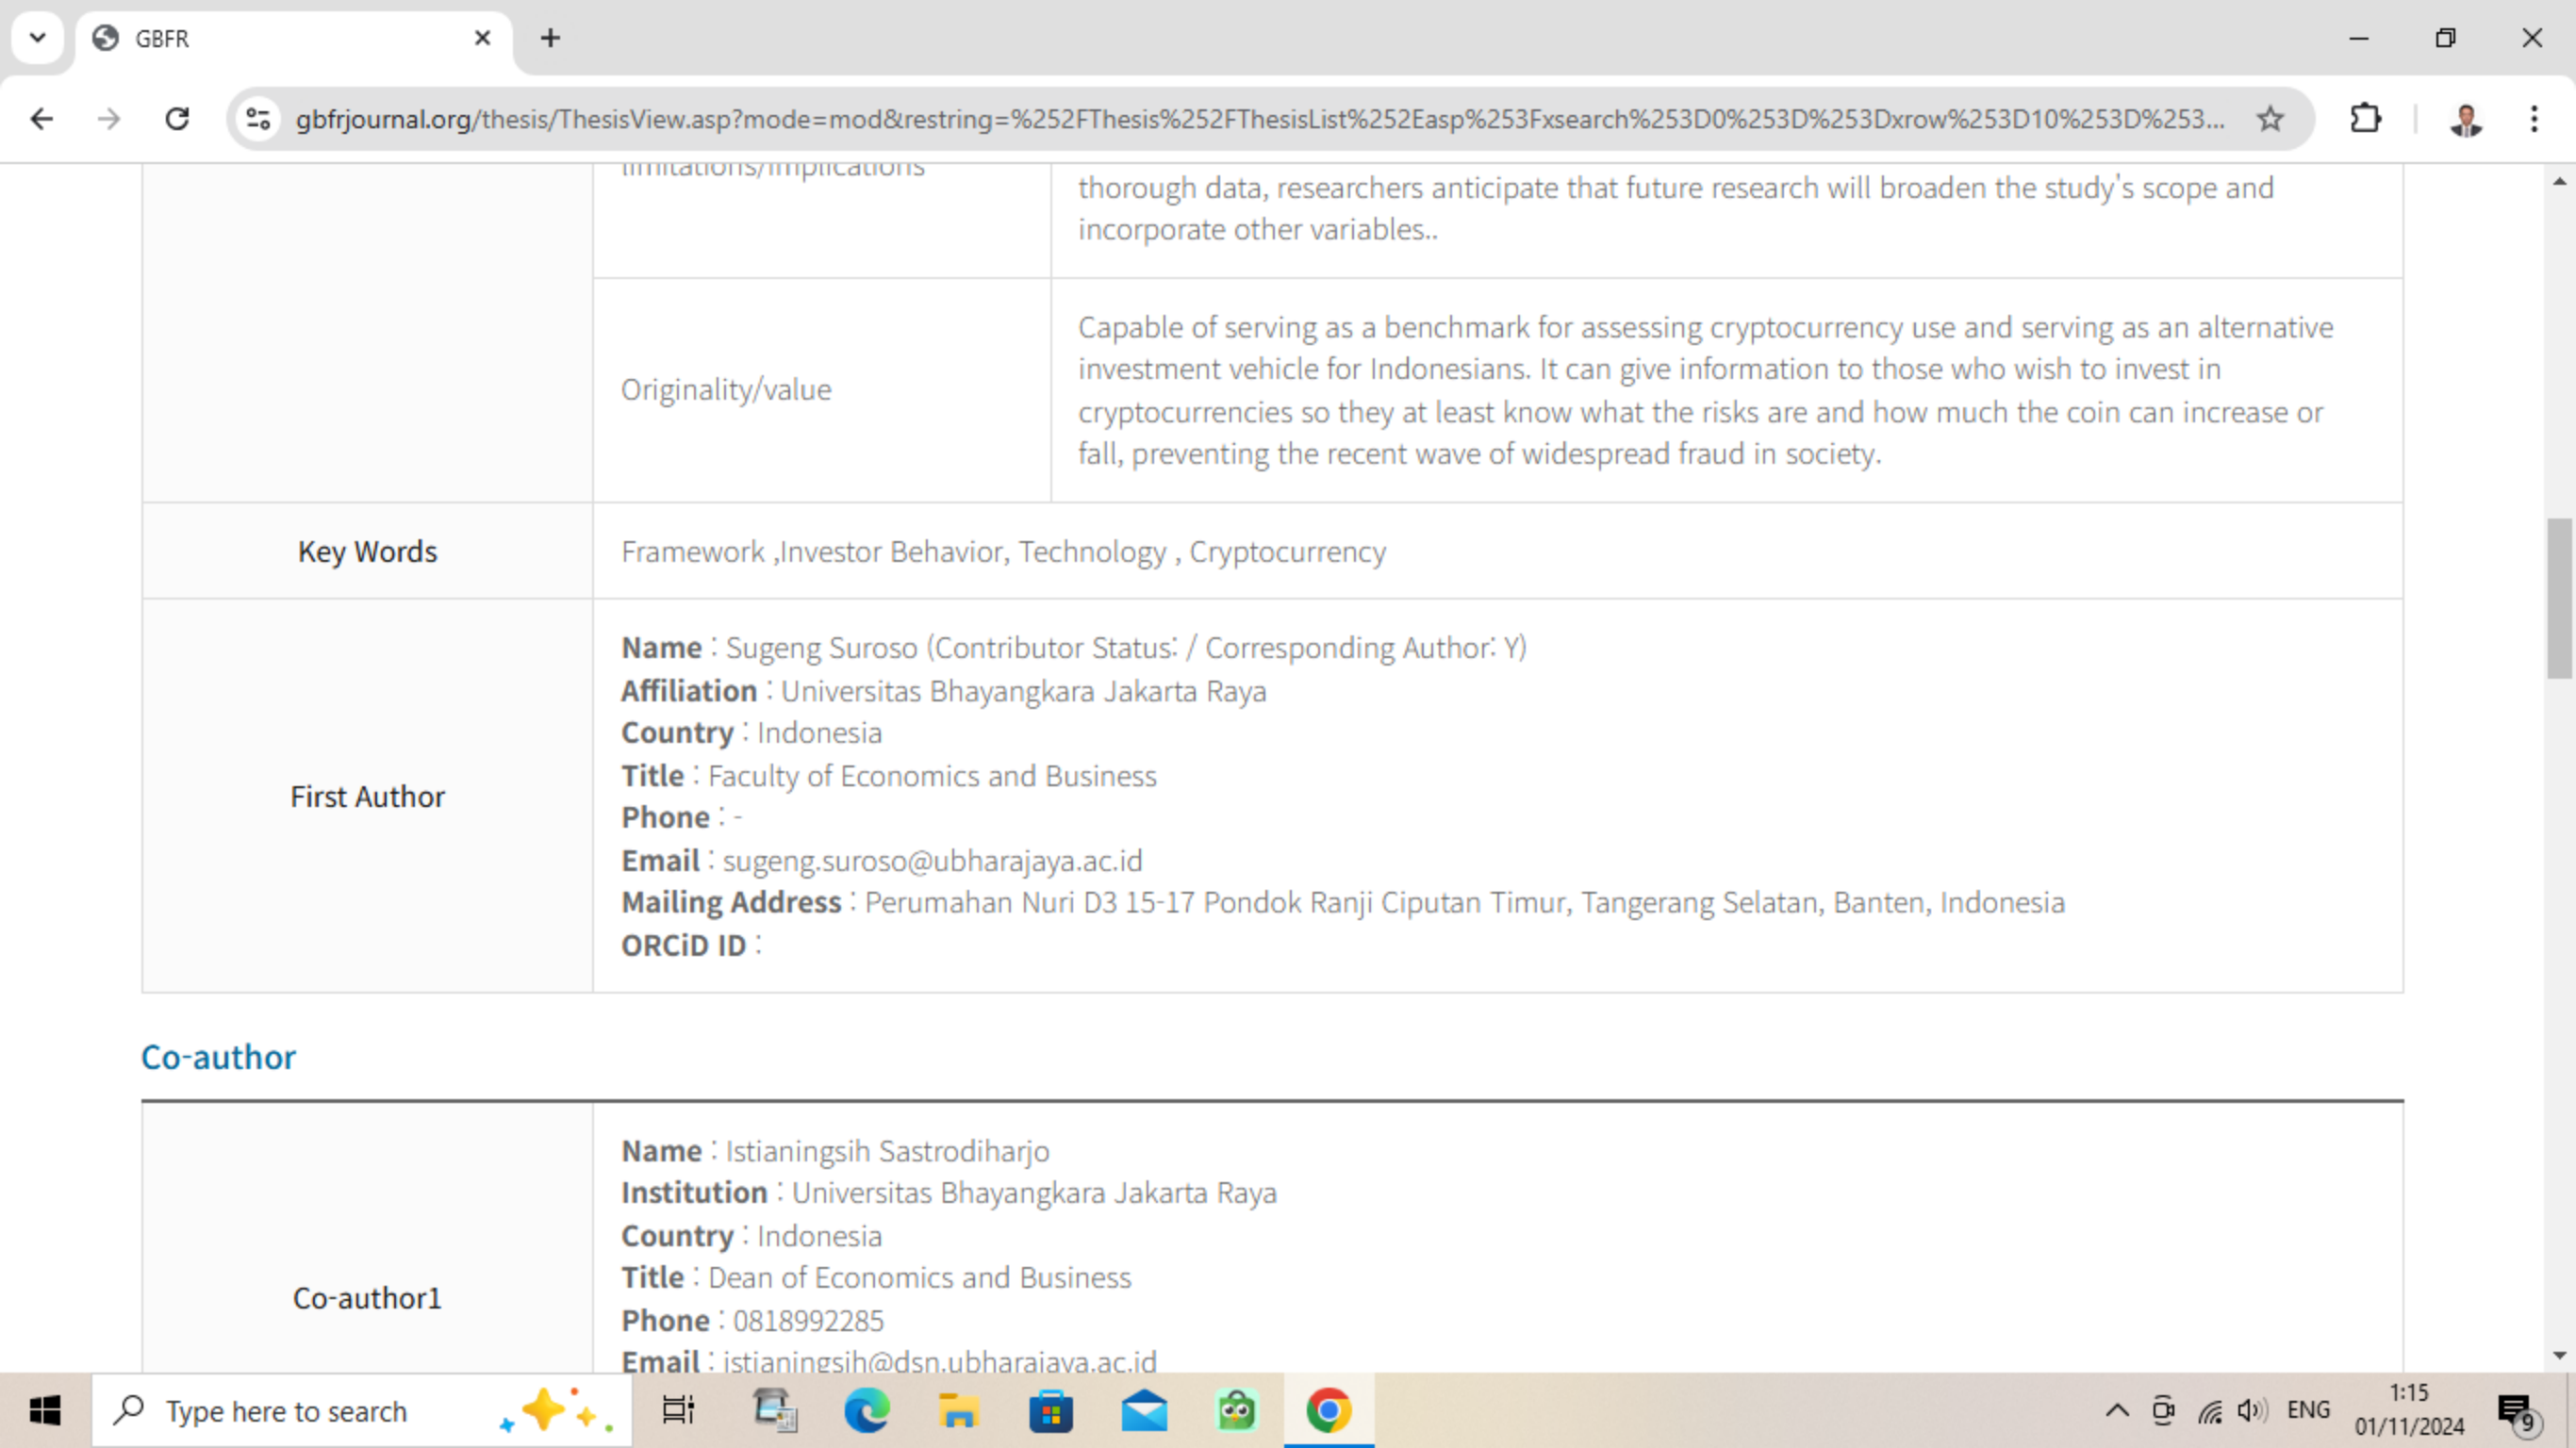 GBFR
gbfrjournal.org/thesis/ThesisView.asp?mode=mod&restring=%252FThesis%252FThesisList%252Easp%253Fxsearch%253D0%253D%253Dxrow%253D10%253D%253...
limitations/implications
thorough data, researchers anticipate that future research will broaden the study's scope and
incorporate other variables..
Originality/value
Capable of serving as a benchmark for assessing cryptocurrency use and serving as an alternative
investment vehicle for Indonesians. It can give information to those who wish to invest in
cryptocurrencies so they at least know what the risks are and how much the coin can increase or
fall, preventing the recent wave of widespread fraud in society.
Key Words
Framework ,Investor Behavior, Technology , Cryptocurrency
First Author
Name : Sugeng Suroso (Contributor Status: / Corresponding Author: Y)
Affiliation : Universitas Bhayangkara Jakarta Raya
Country : Indonesia
Title : Faculty of Economics and Business
Phone : -
Email : sugeng.suroso@ubharajaya.ac.id
Mailing Address : Perumahan Nuri D3 15-17 Pondok Ranji Ciputan Timur, Tangerang Selatan, Banten, Indonesia
ORCiD ID :
Co-author
Co-author1
Name : Istianingsih Sastrodiharjo
Institution : Universitas Bhayangkara Jakarta Raya
Country : Indonesia
Title : Dean of Economics and Business
Phone : 0818992285
Email : istianingsih@dsn.ubharajaya.ac.id
Type here to search
ENG
1:15
01/11/2024
9